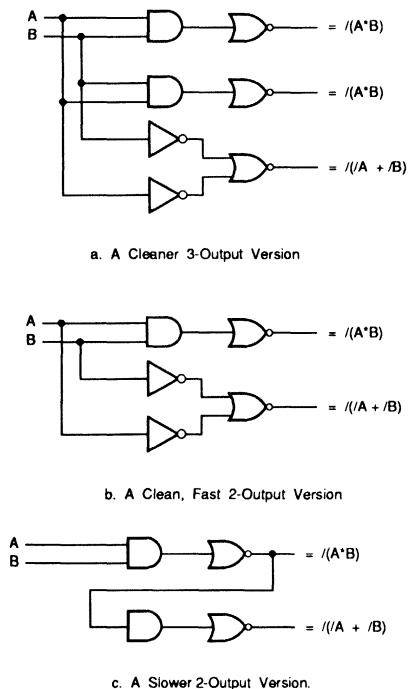 A
B
= /(A*B)
= /(A*B)
= /(/A + /B)
a. A Cleaner 3-Output Version
A
B
= /(A*B)
= /(/A + /B)
b. A Clean, Fast 2-Output Version
A
B
= /(A*B)
= /(/A + /B)
c. A Slower 2-Output Version.